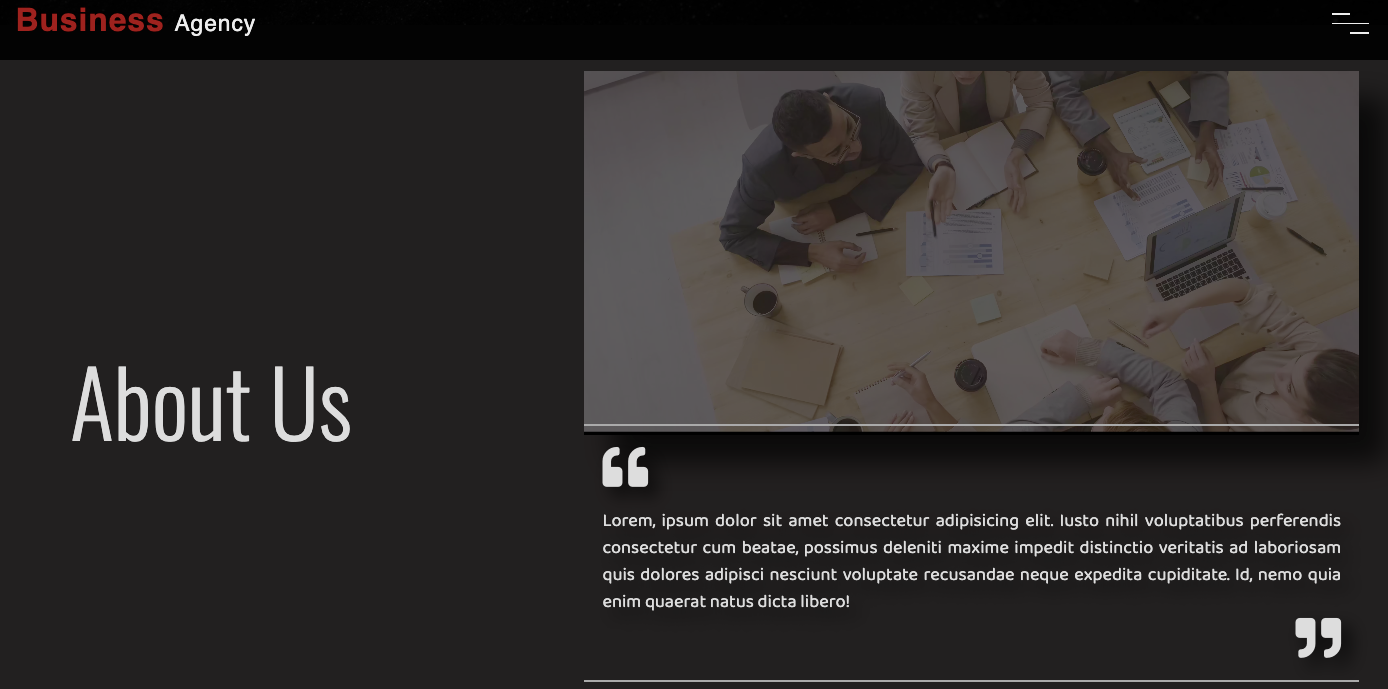 Business Agency
About Us
❝
Lorem, ipsum dolor sit amet consectetur adipisicing elit. Iusto nihil voluptatibus perferendis
consectetur cum beatae, possimus deleniti maxime impedit distinctio veritatis ad laboriosam
quis dolores adipisci nesciunt voluptate recusandae neque expedita cupiditate. Id, nemo quia
enim quaerat natus dicta libero!
❞